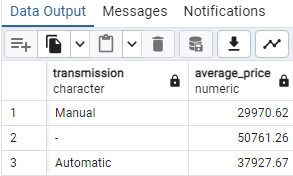 Data Output Messages Notifications
transmission average_price
character numeric
1 Manual 29970.62
2 - 50761.26
3 Automatic 37927.67